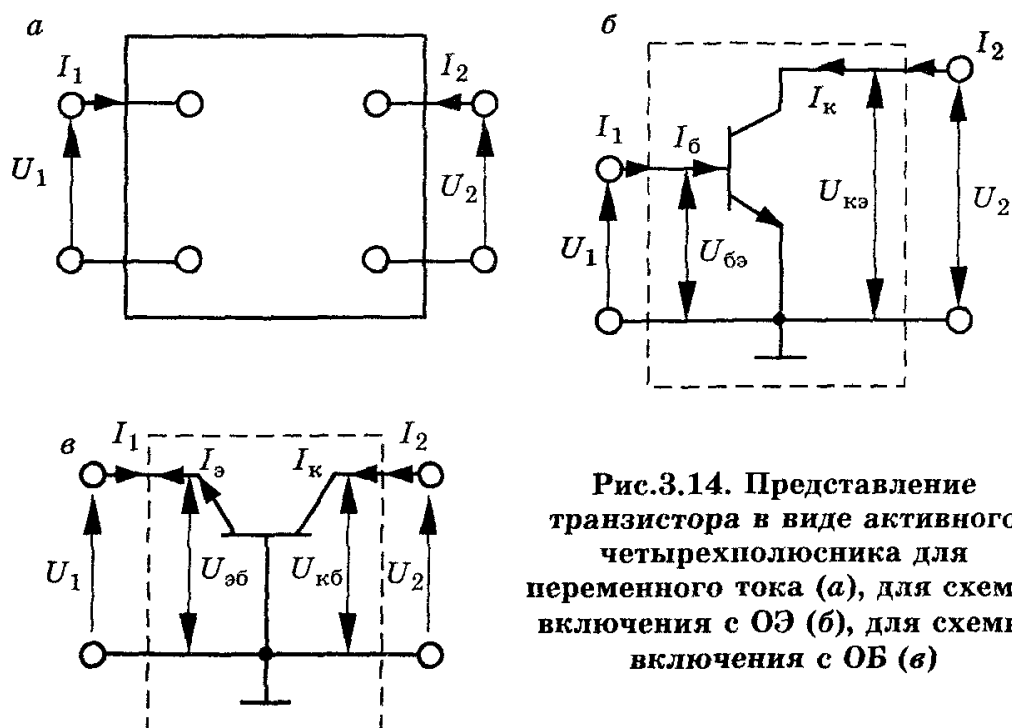 а
I₁
I₂
U₁
U₂
б
I₂
Iк
I₁
Iб
Uкэ
U₂
U₁
Uбэ
в
I₁
Iэ
Iк
I₂
U₁
Uэб
Uкб
U₂
Рис.3.14. Представление
транзистора в виде активного
четырехполюсника для
переменного тока (а), для схем
включения с ОЭ (б), для схемы
включения с ОБ (в)